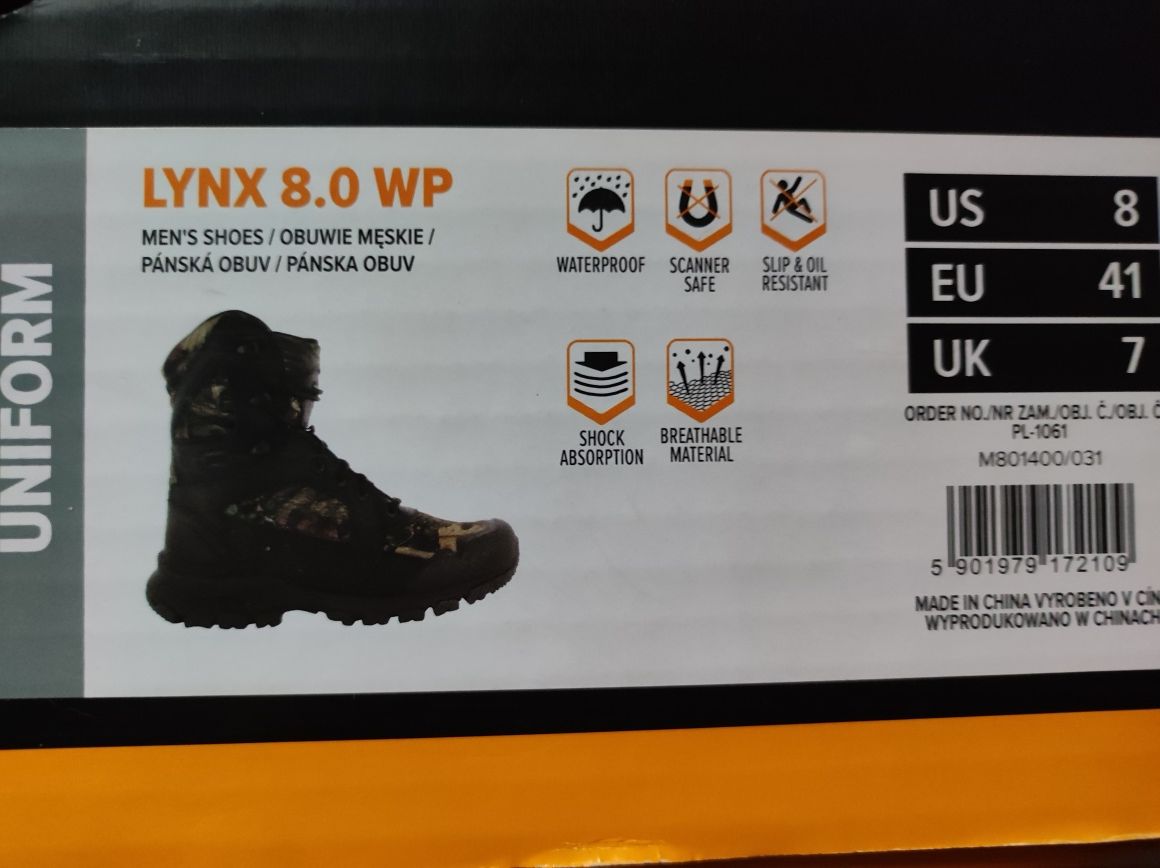 UNIFORM
LYNX 8.0 WP
MEN'S SHOES / OBUWIE MĘSKIE /
PÁNSKÁ OBUV / PÁNSKA OBUV
WATERPROOF
SCANNER
SAFE
SLIP & OIL
RESISTANT
SHOCK
ABSORPTION
BREATHABLE
MATERIAL
US 8
EU 41
UK 7
ORDER NO./NR ZAM./OBJ. Č./OBJ. Č
PL-1061
M801400/031
5 901979 172109
MADE IN CHINA VYROBENO V ČÍN
WYPRODUKOWANO W CHINACH